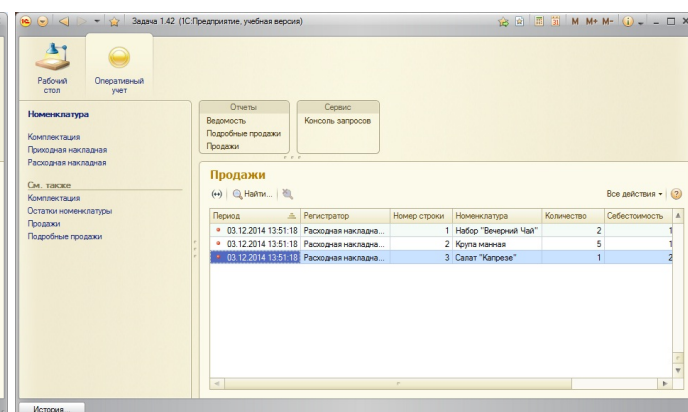 Задача 1.42 (1С:Предприятие, учебная версия)
M M+ M-
Рабочий стол
Оперативный учет
Номенклатура
Комплектация
Приходная накладная
Расходная накладная
См. также
Комплектация
Остатки номенклатуры
Продажи
Подробные продажи
Отчеты
Ведомость
Подробные продажи
Продажи
Сервис
Консоль запросов
Продажи
Найти...
Все действия
Период Регистратор Номер строки Номенклатура Количество Себестоимость
03.12.2014 13:51:18 Расходная накладна... 1 Набор "Вечерний Чай" 2 1
03.12.2014 13:51:18 Расходная накладна... 2 Крупа манная 5 1
03.12.2014 13:51:18 Расходная накладна... 3 Салат "Капрезе" 1 2
История...